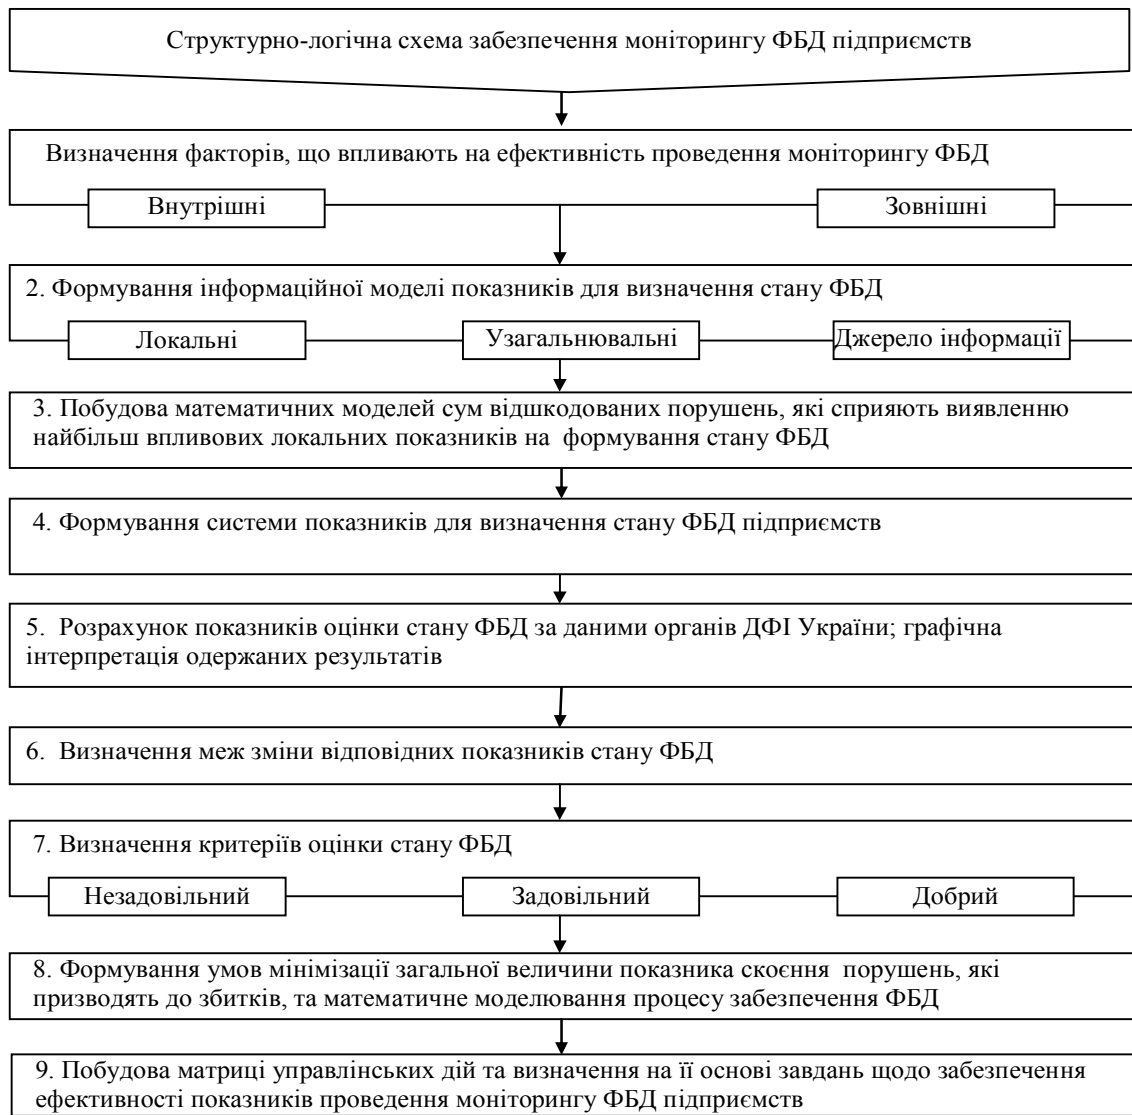 Структурно-логічна схема забезпечення моніторингу ФБД підприємств
Визначення факторів, що впливають на ефективність проведення моніторингу ФБД
Внутрішні
Зовнішні
2. Формування інформаційної моделі показників для визначення стану ФБД
Локальні
Узагальнювальні
Джерело інформації
3. Побудова математичних моделей сум відшкодованих порушень, які сприяють виявленню
найбільш впливових локальних показників на формування стану ФБД
4. Формування системи показників для визначення стану ФБД підприємств
5. Розрахунок показників оцінки стану ФБД за даними органів ДФІ України; графічна
інтерпретація одержаних результатів
6. Визначення меж зміни відповідних показників стану ФБД
7. Визначення критеріїв оцінки стану ФБД
Незадовільний
Задовільний
Добрий
8. Формування умов мінімізації загальної величини показника скоєння порушень, які
призводять до збитків, та математичне моделювання процесу забезпечення ФБД
9. Побудова матриці управлінських дій та визначення на її основі завдань щодо забезпечення
ефективності показників проведення моніторингу ФБД підприємств